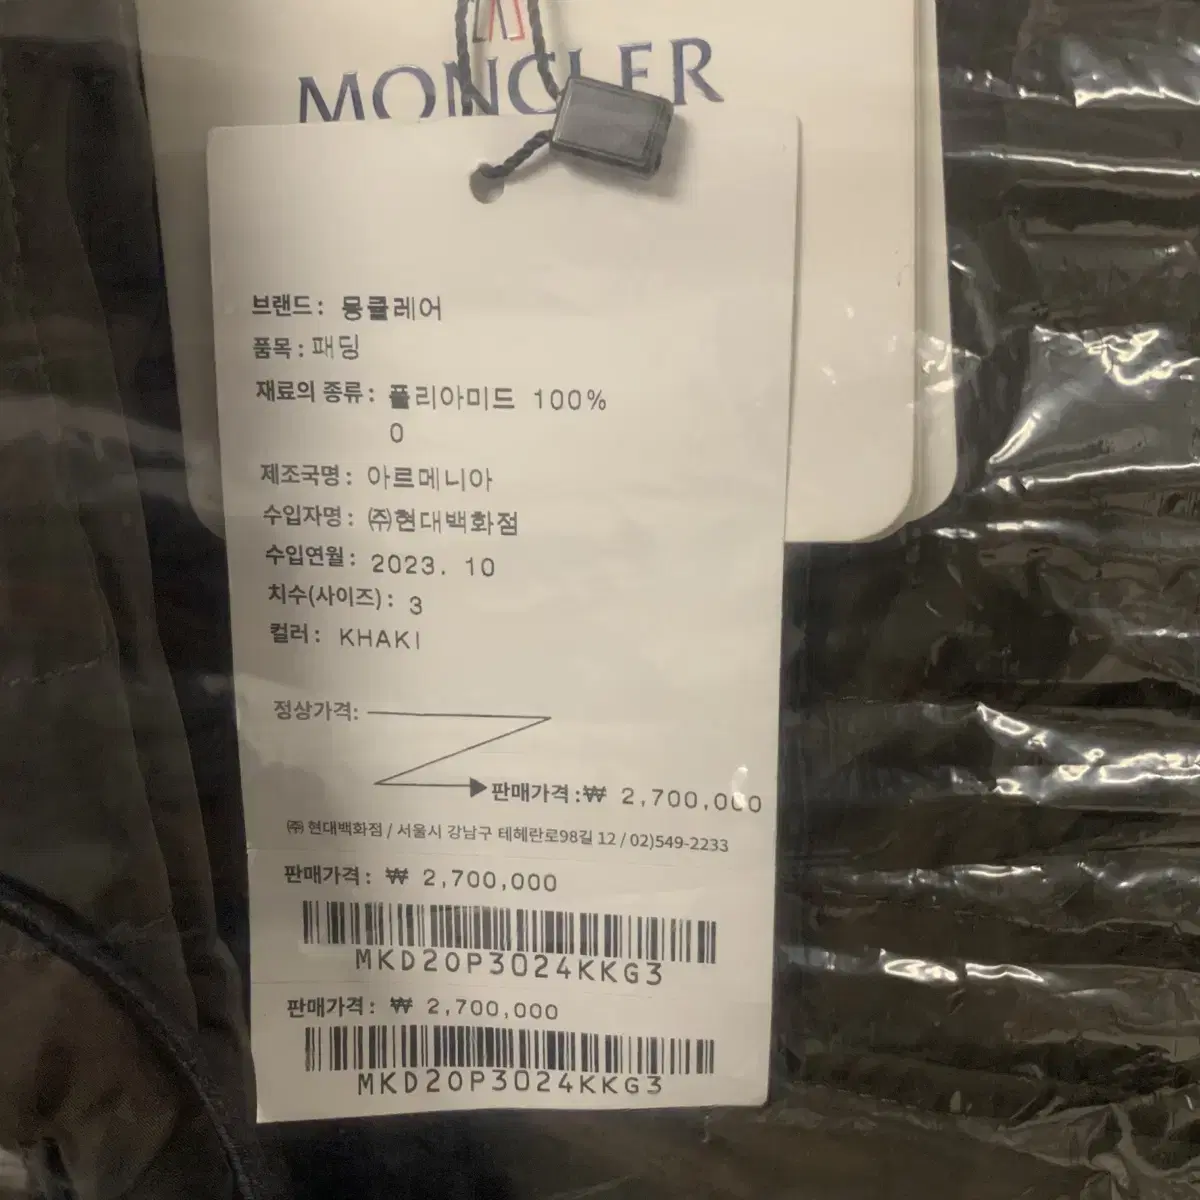 MONCLER
브랜드: 몽클레어
품목: 패딩
재료의 종류: 폴리아미드 100%
0
제조국명: 아르메니아
수입자명: ㈜현대백화점
수입연월: 2023. 10
치수(사이즈): 3
컬러: KHAKI
정상가격:
판매가격:₩ 2,700,000
㈜현대백화점 / 서울시 강남구 테헤란로98길 12 / 02)549-2233
판매가격: ₩ 2,700,000
MKD20P3024KKG3
판매가격: ₩ 2,700,000
MKD20P3024KKG3